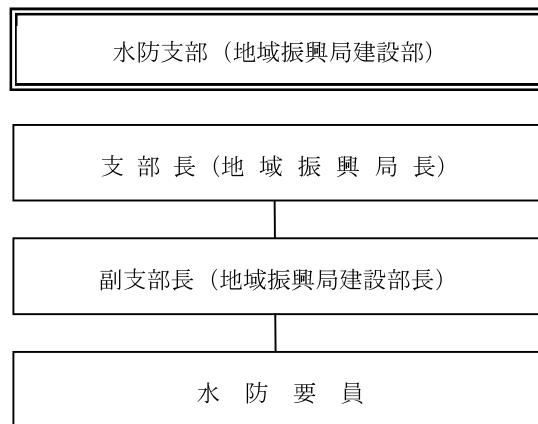 水防支部（地域振興局建設部）
支 部 長（地 域 振 興 局 長）
副支部長（地域振興局建設部長）
水 防 要 員